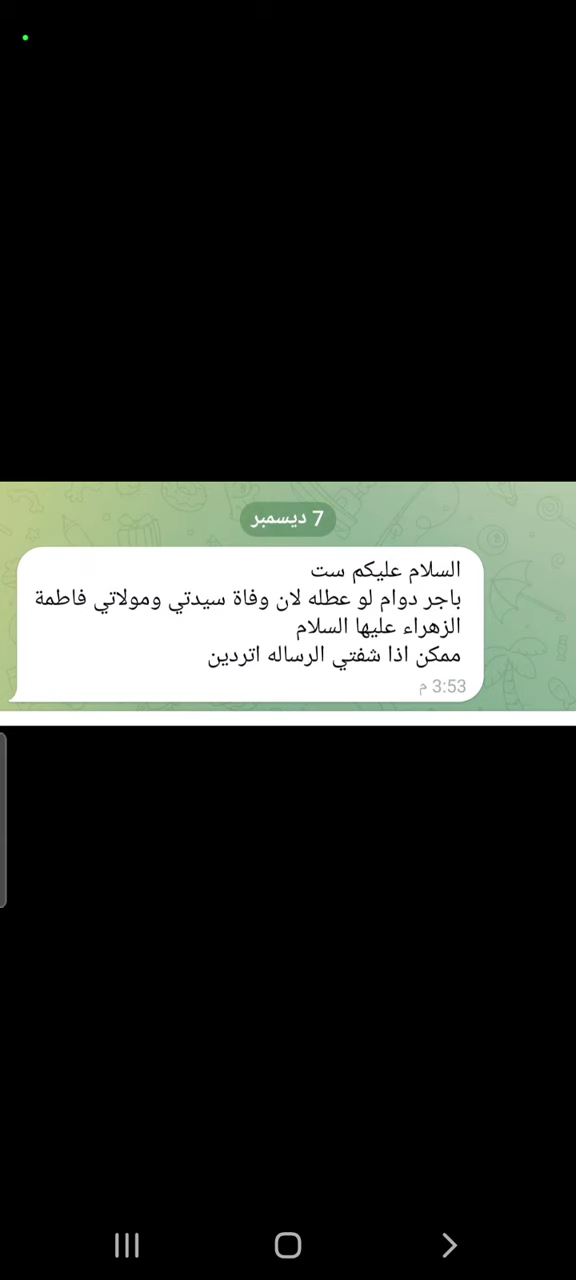 7 ديسمبر
السلام عليكم ست
باجر دوام لو عطله لان وفاة سيدتي ومولاتي فاطمة
الزهراء عليها السلام
ممكن اذا شفتي الرساله اتردين
3:53 م